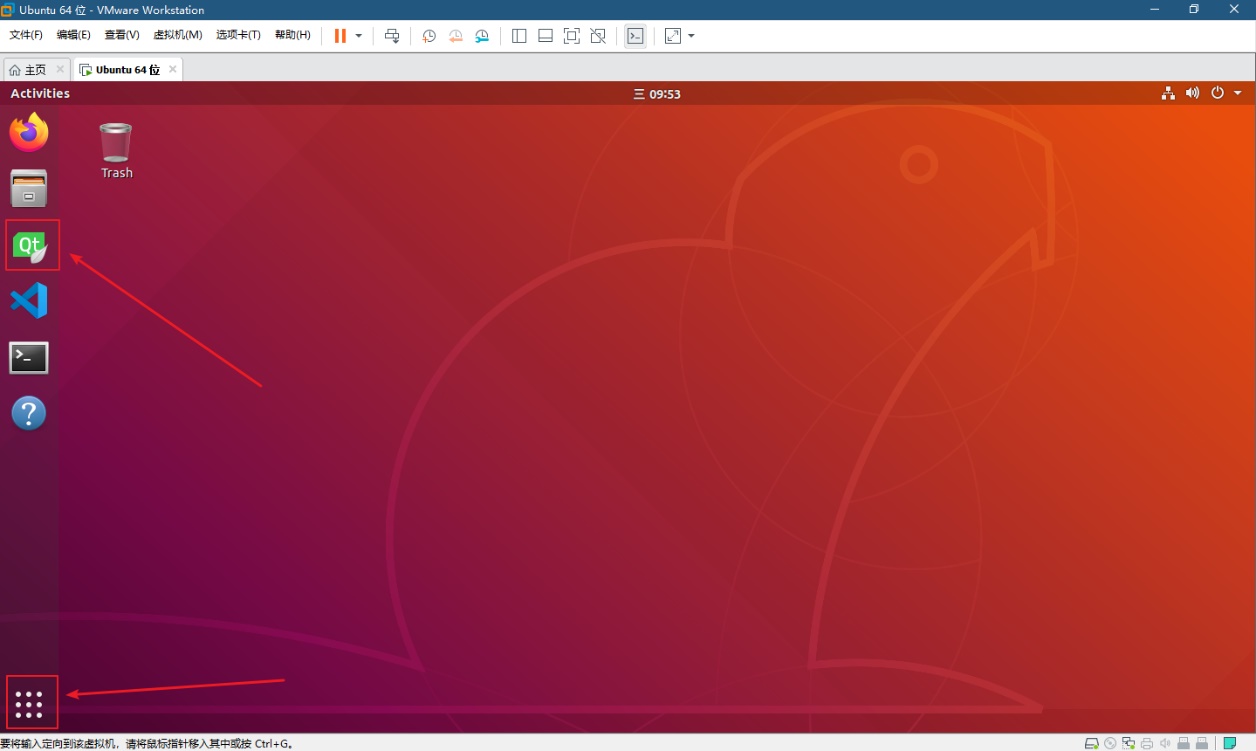 Ubuntu 64 位 - VMware Workstation
文件(F) 编辑(E) 查看(V) 虚拟机(M) 选项卡(T) 帮助(H)
主页 Ubuntu 64 位
Activities 三 09:53
Trash
Qt
要将输入定向到该虚拟机，请将鼠标指针移入其中或按 Ctrl+G。